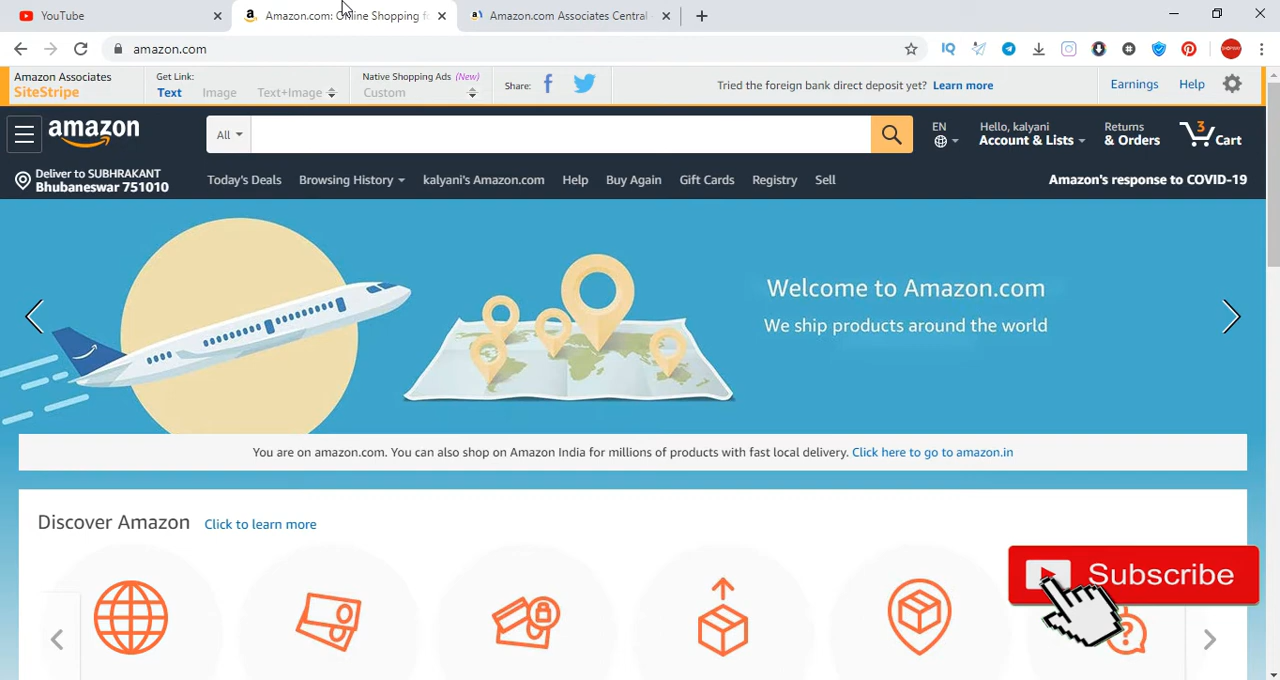 YouTube
Amazon.com: Online Shopping fo
Amazon.com Associates Central -
amazon.com
IQ
Amazon Associates
SiteStripe
Get Link:
Text Image Text+Image
Native Shopping Ads (New)
Custom
Share:
Tried the foreign bank direct deposit yet? Learn more
Earnings
Help
amazon
All
EN
Hello, kalyani
Account & Lists
Returns
& Orders
3
Cart
Deliver to SUBHRAKANT
Bhubaneswar 751010
Today's Deals
Browsing History
kalyani's Amazon.com
Help
Buy Again
Gift Cards
Registry
Sell
Amazon's response to COVID-19
Welcome to Amazon.com
We ship products around the world
You are on amazon.com. You can also shop on Amazon India for millions of products with fast local delivery. Click here to go to amazon.in
Discover Amazon Click to learn more
Subscribe